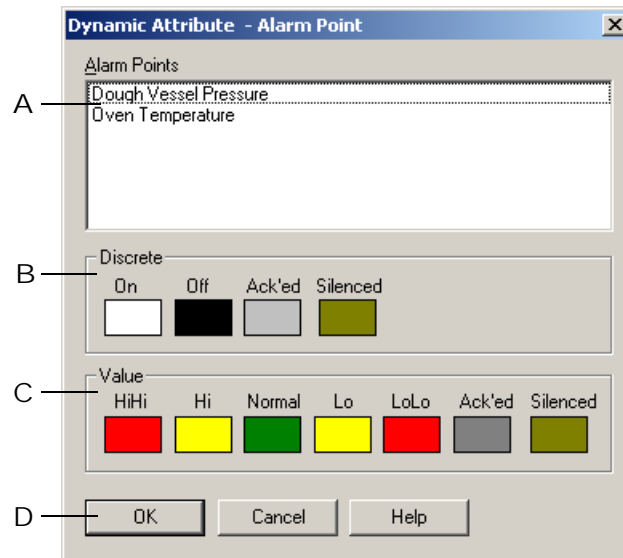 Dynamic Attribute - Alarm Point
Alarm Points
A
Dough Vessel Pressure
Oven Temperature
B
Discrete
On Off Ack'ed Silenced
C
Value
HiHi Hi Normal Lo LoLo Ack'ed Silenced
D
OK Cancel Help